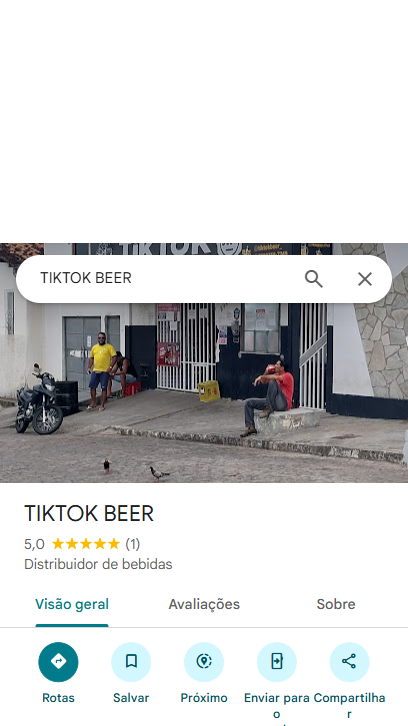 TIKTOK
TIKTOK BEER
TIKTOK BEER
5,0 (1)
Distribuidor de bebidas
Visão geral
Avaliações
Sobre
Rotas
Salvar
Próximo
Enviar para
o
Compartilha
r